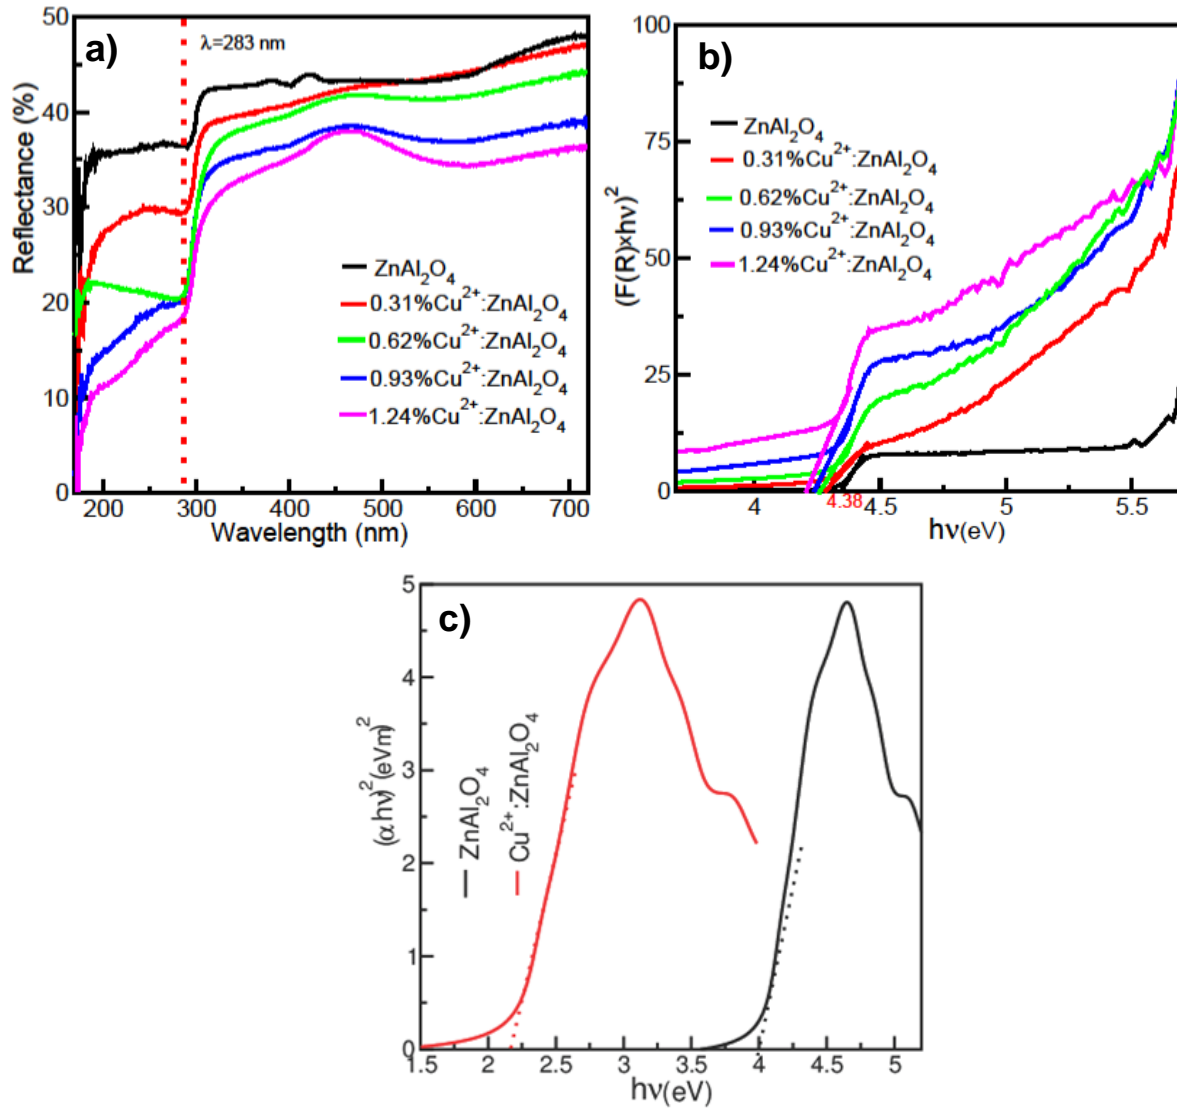 a)
λ=283 nm
Reflectance (%)
50
40
30
20
10
0
ZnAl₂O₄
0.31%Cu²⁺:ZnAl₂O₄
0.62%Cu²⁺:ZnAl₂O₄
0.93%Cu²⁺:ZnAl₂O₄
1.24%Cu²⁺:ZnAl₂O₄
200 300 400 500 600 700
Wavelength (nm)
b)
(F(R)×hν)²
100
75
50
25
0
ZnAl₂O₄
0.31%Cu²⁺:ZnAl₂O₄
0.62%Cu²⁺:ZnAl₂O₄
0.93%Cu²⁺:ZnAl₂O₄
1.24%Cu²⁺:ZnAl₂O₄
4.38
4 4.5 5 5.5
hν(eV)
c)
(αhν)²(eVm)²
5
4
3
2
1
0
ZnAl₂O₄
Cu²⁺:ZnAl₂O₄
1.5 2 2.5 3 3.5 4 4.5 5
hν(eV)